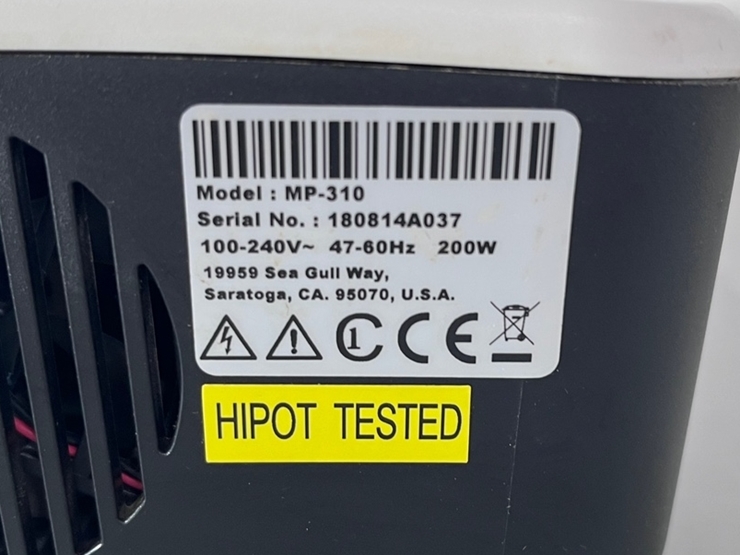 Model : MP-310
Serial No. : 180814A037
100-240V~ 47-60Hz 200W
19959 Sea Gull Way,
Saratoga, CA. 95070, U.S.A.
CE
HIPOT TESTED